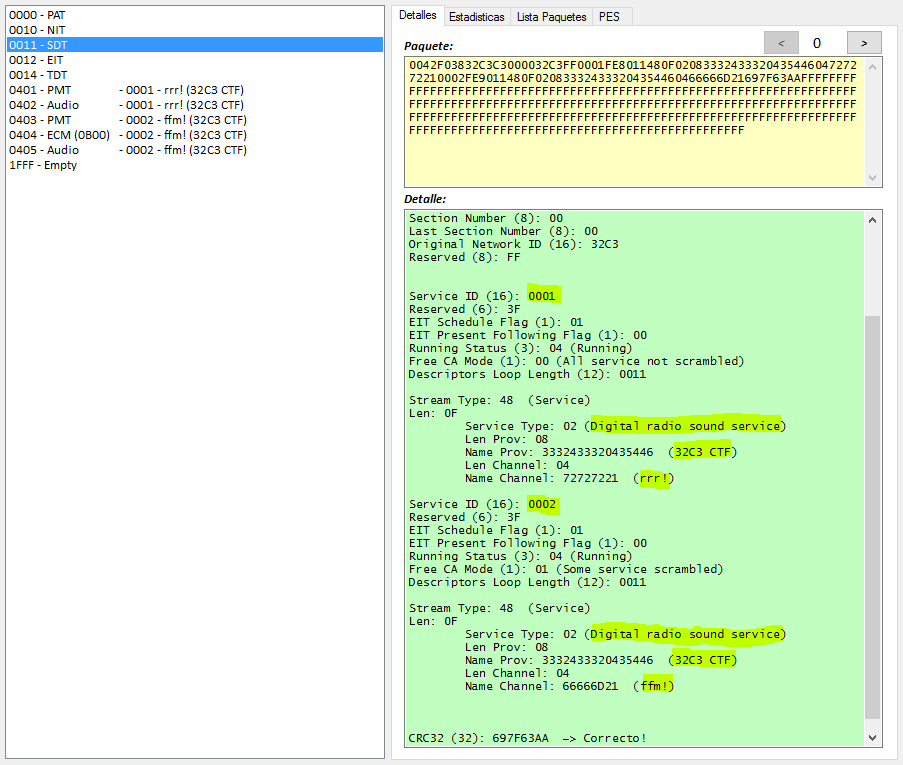 0000 - PAT
0010 - NIT
0011 - SDT
0012 - EIT
0014 - TDT
0401 - PMT - 0001 - rrr! (32C3 CTF)
0402 - Audio - 0001 - rrr! (32C3 CTF)
0403 - PMT - 0002 - ffm! (32C3 CTF)
0404 - ECM (0B00) - 0002 - ffm! (32C3 CTF)
0405 - Audio - 0002 - ffm! (32C3 CTF)
1FFF - Empty
Detalles Estadisticas Lista Paquetes PES
Paquete: < 0 >
0042F03832C3C3000032C3FF0001FE8011480F02083332433320435446047272
72210002FE9011480F020833324333204354460466666D21697F63AAFFFFFFFF
FFFFFFFFFFFFFFFFFFFFFFFFFFFFFFFFFFFFFFFFFFFFFFFFFFFFFFFFFFFFFFFF
FFFFFFFFFFFFFFFFFFFFFFFFFFFFFFFFFFFFFFFFFFFFFFFFFFFFFFFFFFFFFFFF
FFFFFFFFFFFFFFFFFFFFFFFFFFFFFFFFFFFFFFFFFFFFFFFFFFFFFFFFFFFFFFFF
FFFFFFFFFFFFFFFFFFFFFFFFFFFFFFFFFFFFFFFFFFFFFFFF
Detalle:
Section Number (8): 00
Last Section Number (8): 00
Original Network ID (16): 32C3
Reserved (8): FF
Service ID (16): 0001
Reserved (6): 3F
EIT Schedule Flag (1): 01
EIT Present Following Flag (1): 00
Running Status (3): 04 (Running)
Free CA Mode (1): 00 (All service not scrambled)
Descriptors Loop Length (12): 0011
Stream Type: 48 (Service)
Len: 0F
Service Type: 02 (Digital radio sound service)
Len Prov: 08
Name Prov: 3332433320435446 (32C3 CTF)
Len Channel: 04
Name Channel: 72727221 (rrr!)
Service ID (16): 0002
Reserved (6): 3F
EIT Schedule Flag (1): 01
EIT Present Following Flag (1): 00
Running Status (3): 04 (Running)
Free CA Mode (1): 01 (Some service scrambled)
Descriptors Loop Length (12): 0011
Stream Type: 48 (Service)
Len: 0F
Service Type: 02 (Digital radio sound service)
Len Prov: 08
Name Prov: 3332433320435446 (32C3 CTF)
Len Channel: 04
Name Channel: 66666D21 (ffm!)
CRC32 (32): 697F63AA -> Correcto!